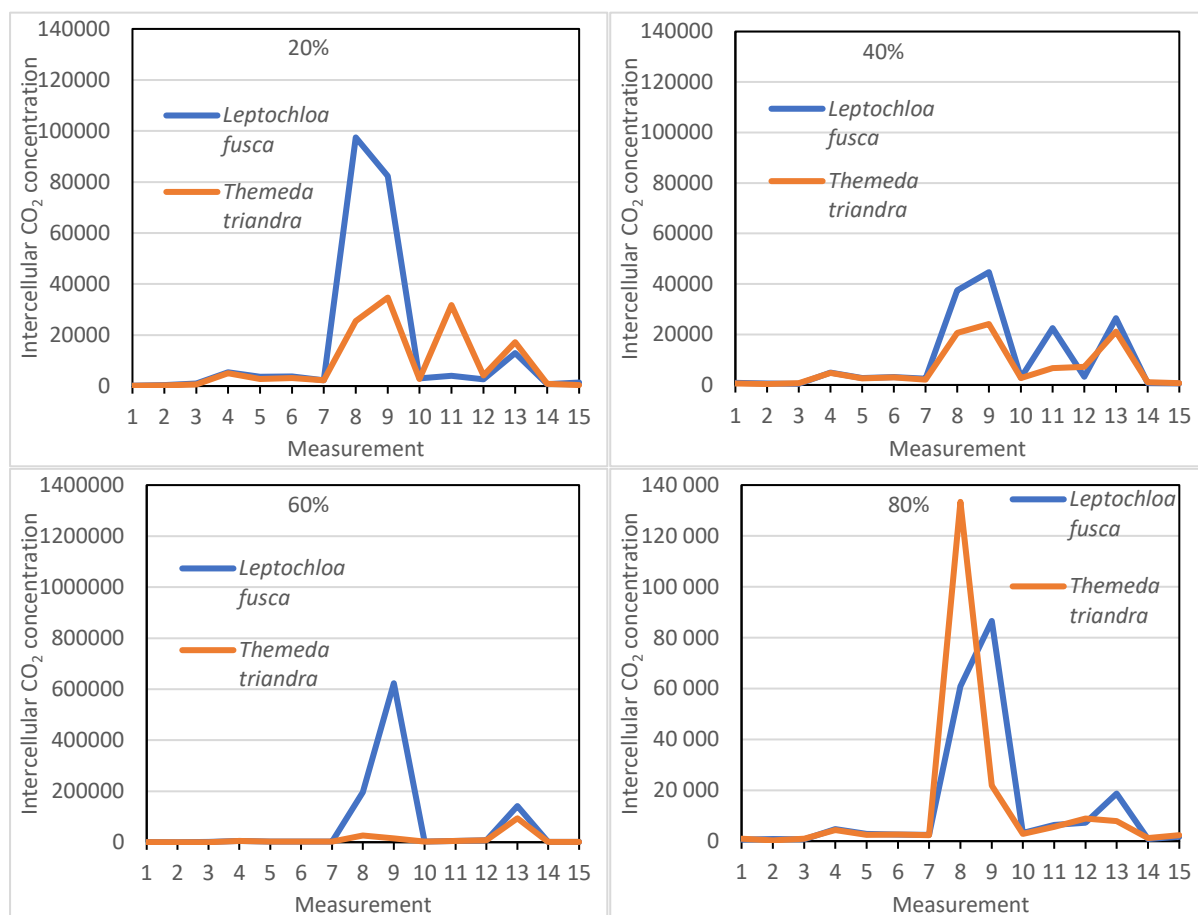 20%
Intercellular CO₂ concentration
140000
120000
100000
80000
60000
40000
20000
0
Leptochloa
fusca
Themeda
triandra
1 2 3 4 5 6 7 8 9 10 11 12 13 14 15
Measurement
40%
Intercellular CO₂ concentration
140000
120000
100000
80000
60000
40000
20000
0
Leptochloa
fusca
Themeda
triandra
1 2 3 4 5 6 7 8 9 10 11 12 13 14 15
Measurement
60%
Intercellular CO₂ concentration
1400000
1200000
1000000
800000
600000
400000
200000
0
Leptochloa
fusca
Themeda
triandra
1 2 3 4 5 6 7 8 9 10 11 12 13 14 15
Measurement
80%
Intercellular CO₂ concentration
140 000
120 000
100 000
80 000
60 000
40 000
20 000
0
Leptochloa
fusca
Themeda
triandra
1 2 3 4 5 6 7 8 9 10 11 12 13 14 15
Measurement